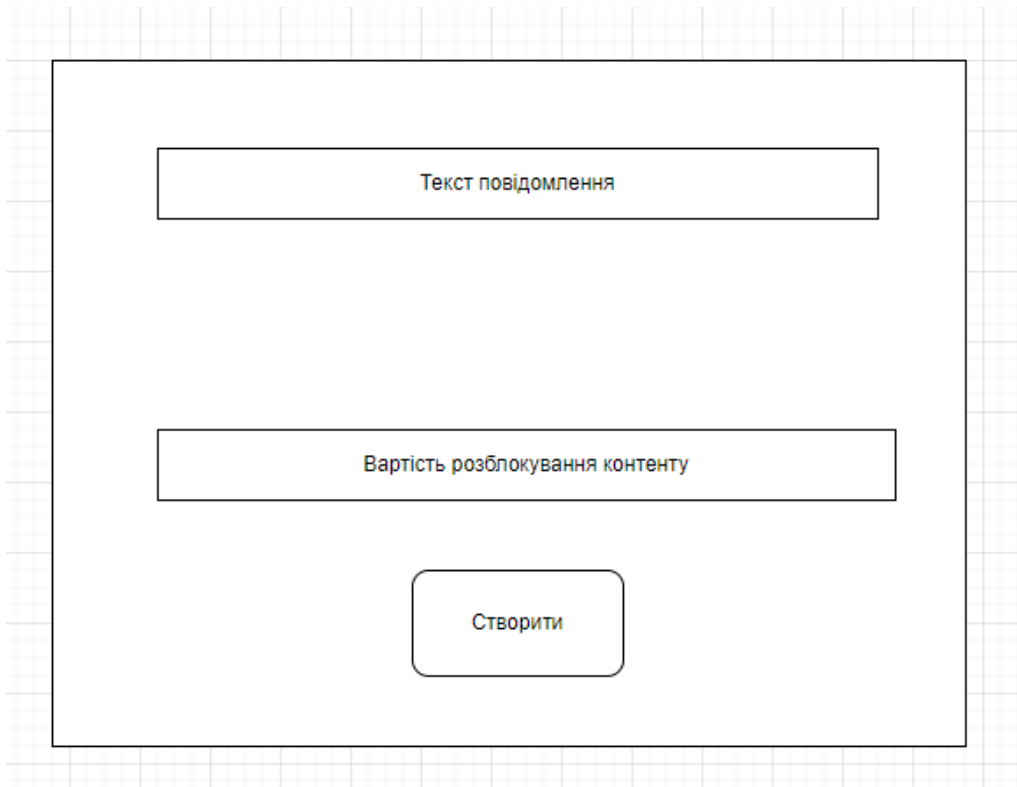 Текст повідомлення
Вартість розблокування контенту
Створити